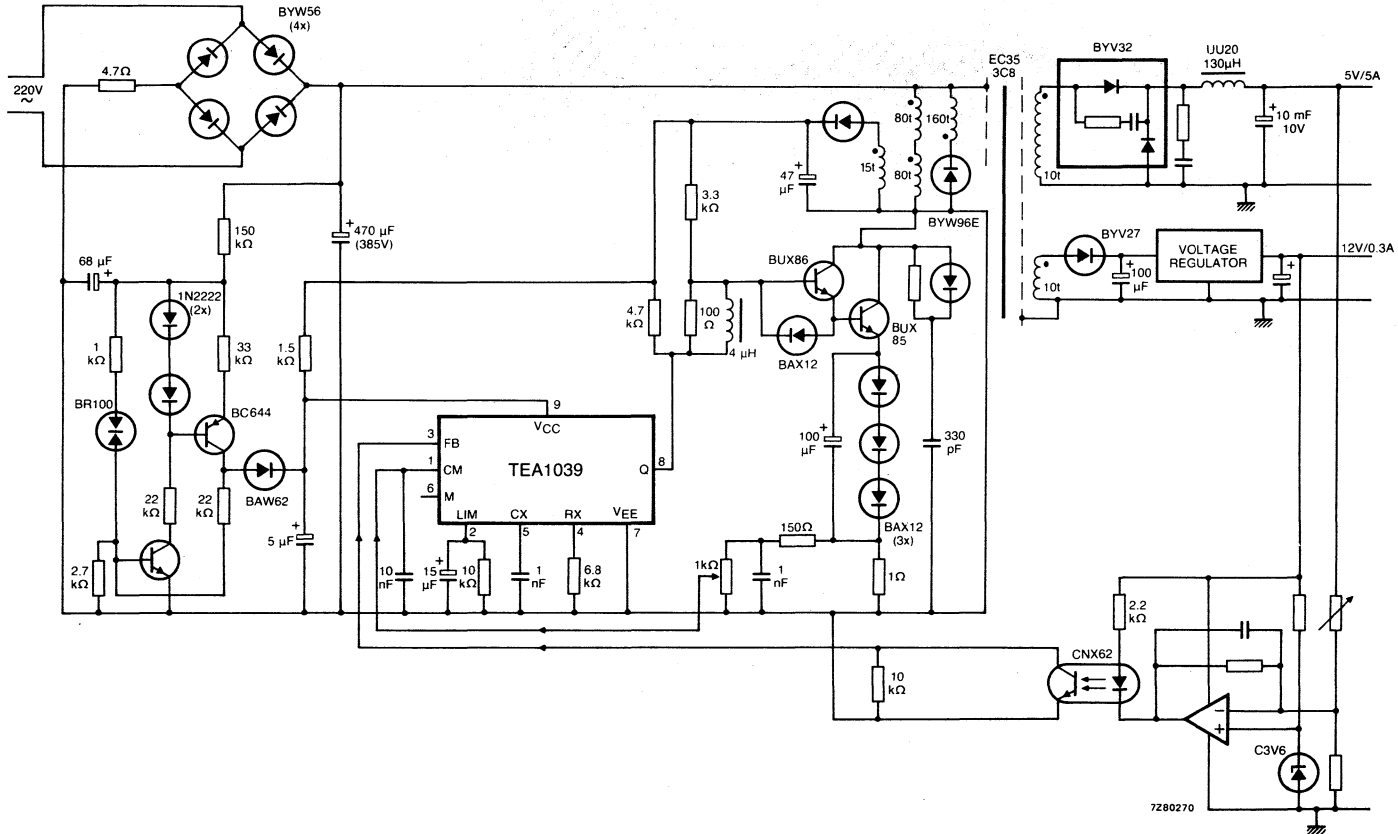 BYW56
(4x)
4.7Ω
220V
~
150
kΩ
+
470 µF
(385V)
68 µF
+
1N2222
(2x)
1
kΩ
33
kΩ
1.5
kΩ
BR100
BC644
BAW62
22
kΩ
22
kΩ
+
5 µF
2.7
kΩ
EC35
3C8
BYV32
UU20
130µH
5V/5A
+
10 mF
10V
10t
80t
160t
15t
80t
+
47
µF
3.3
kΩ
BYW96E
BUX86
BUX
85
4.7
kΩ
100
Ω
4 µH
BAX12
BYV27
VOLTAGE
REGULATOR
12V/0.3A
+
100
µF
+
10t
9
VCC
3
FB
1
CM
6
M
TEA1039
Q
8
LIM
CX
RX
VEE
2
5
4
7
+
100
µF
330
pF
BAX12
(3x)
150Ω
1kΩ
1
nF
1Ω
10
nF
+
15
µF
10
kΩ
1
nF
6.8
kΩ
10
kΩ
CNX62
2.2
kΩ
−
+
C3V6
7Z80270